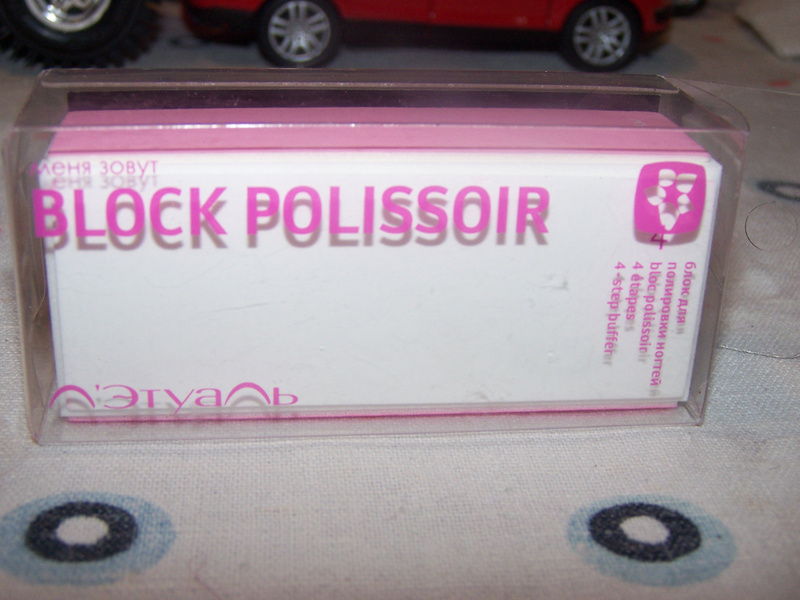 меня зовут
BLOCK POLISSOIR
4
блок для
полировки ногтей
bloc polissoir
4 étapes
4-step buffer
Л'Этуаль